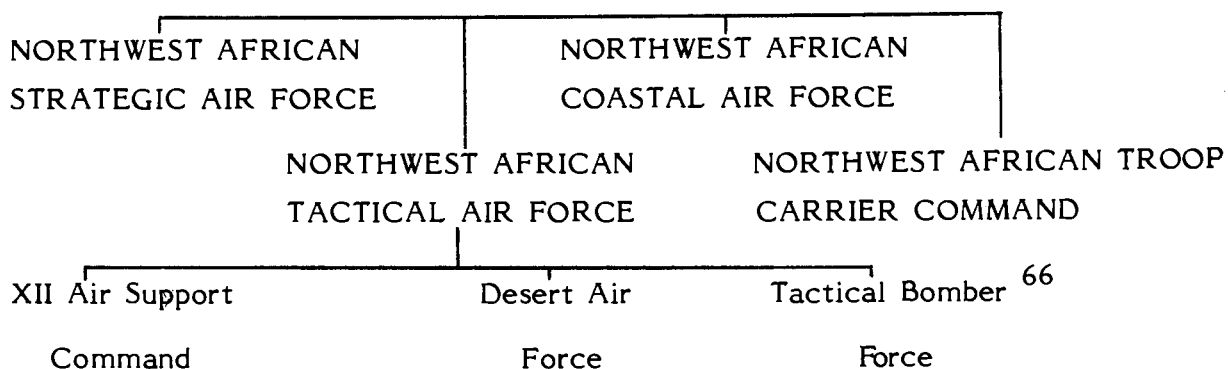 NORTHWEST AFRICAN
STRATEGIC AIR FORCE
NORTHWEST AFRICAN
COASTAL AIR FORCE
NORTHWEST AFRICAN
TACTICAL AIR FORCE
NORTHWEST AFRICAN TROOP
CARRIER COMMAND
XII Air Support
Command
Desert Air
Force
Tactical Bomber 66
Force